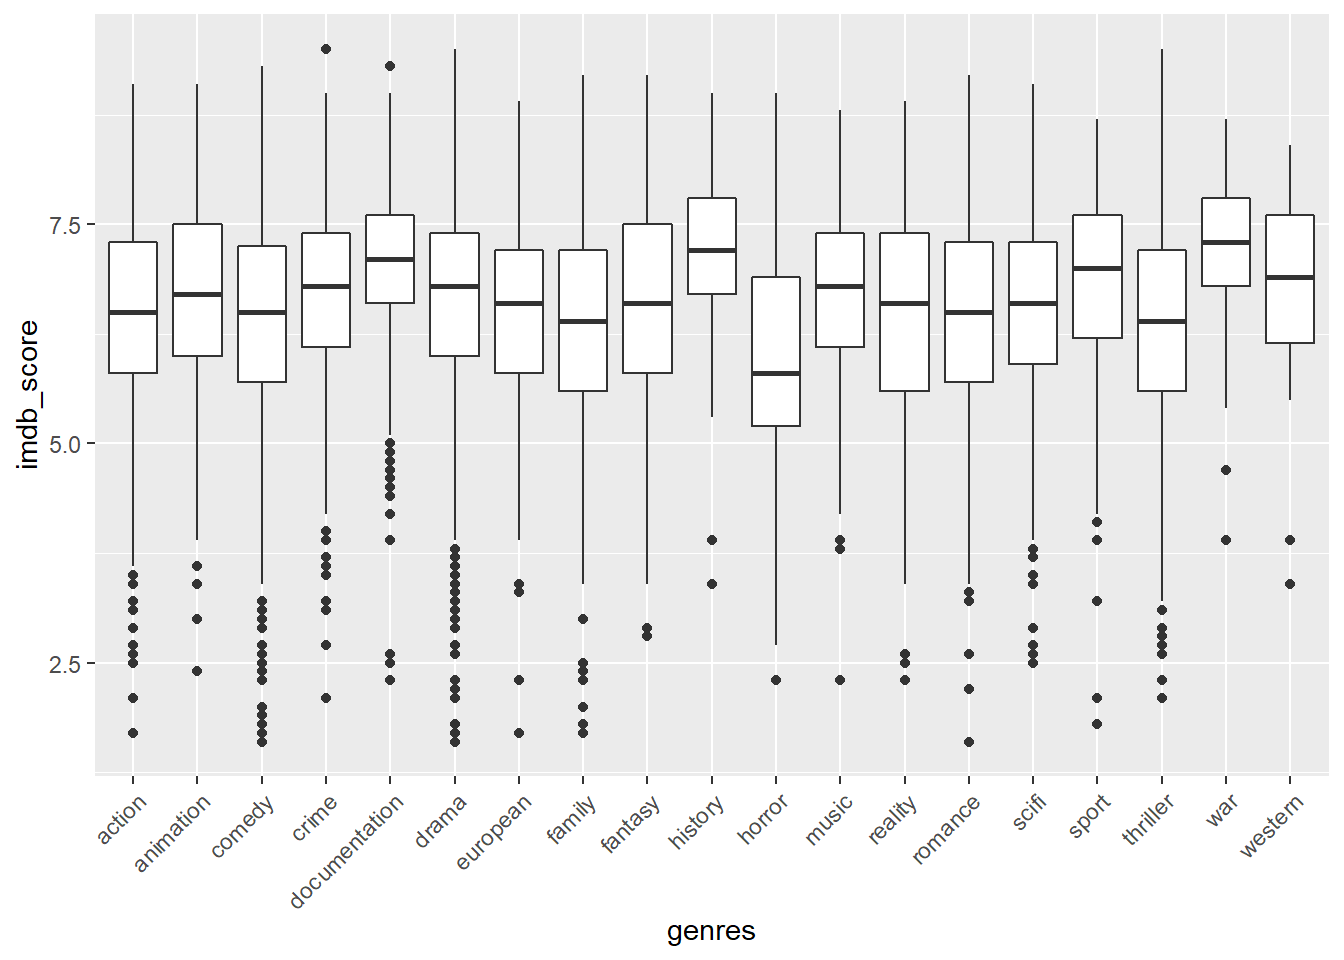 imdb_score
7.5
5.0
2.5
action
animation
comedy
crime
documentation
drama
european
family
fantasy
history
horror
music
reality
romance
scifi
sport
thriller
war
western
genres